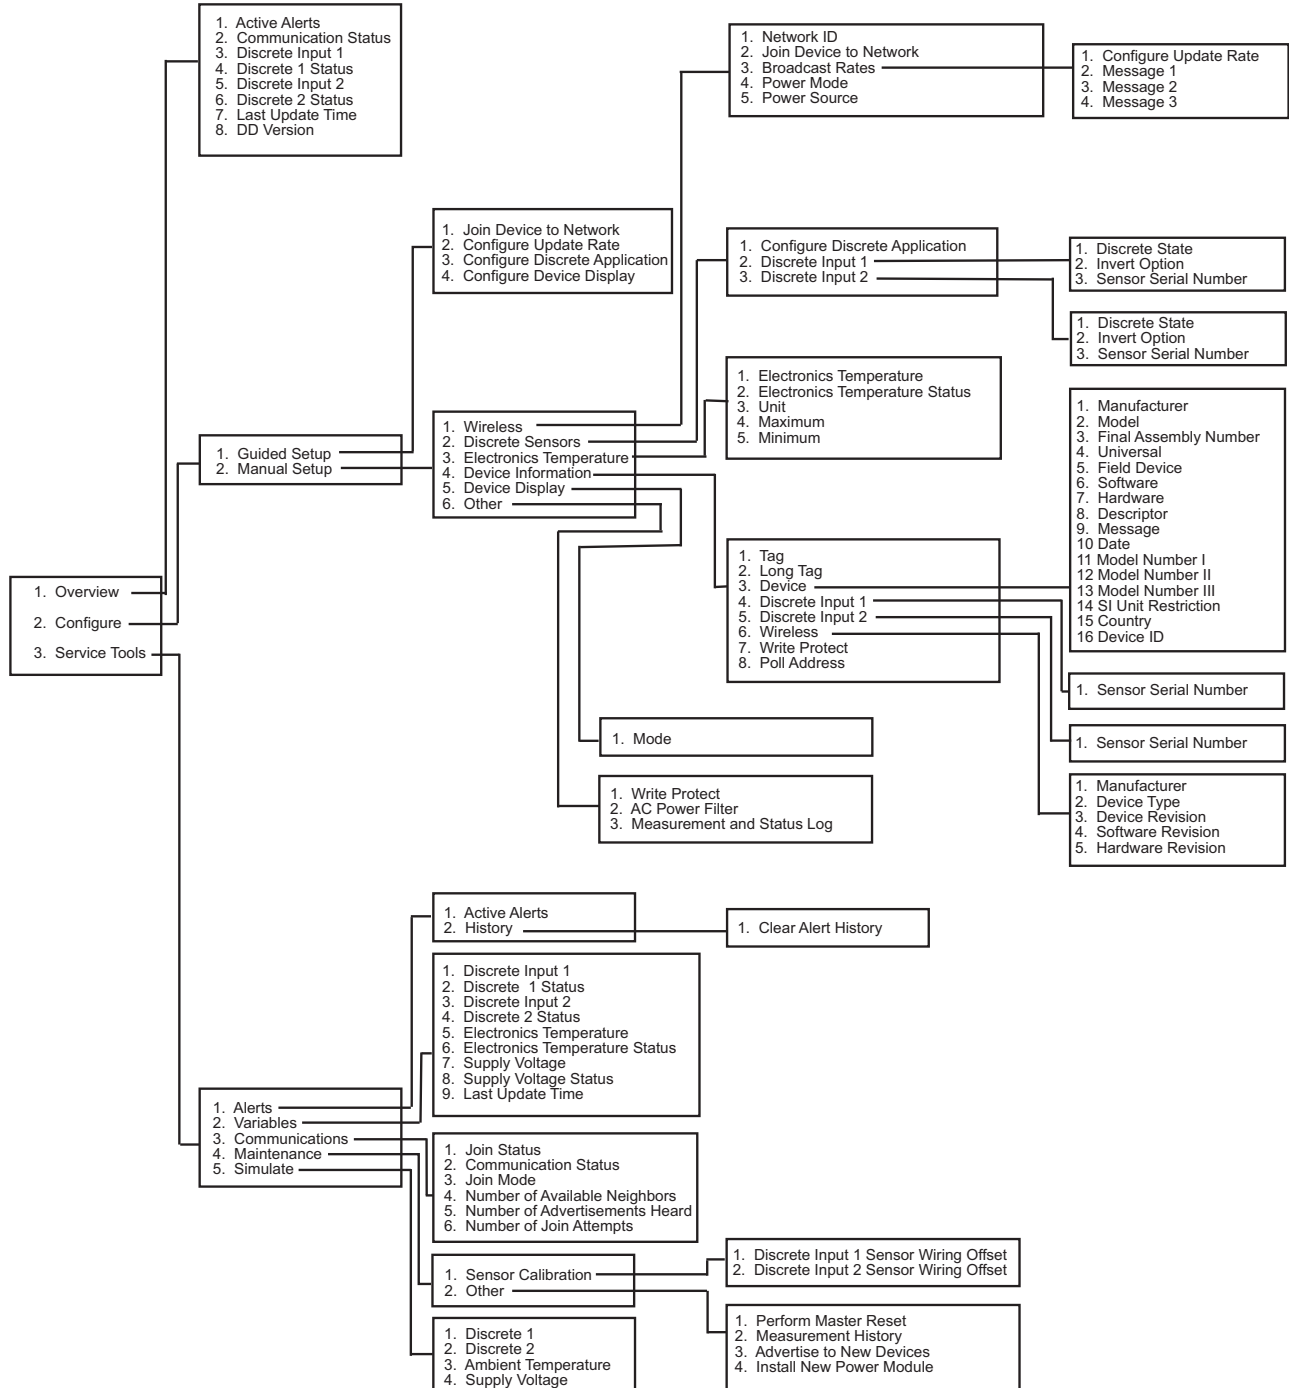 1. Active Alerts
2. Communication Status
3. Discrete Input 1
4. Discrete 1 Status
5. Discrete Input 2
6. Discrete 2 Status
7. Last Update Time
8. DD Version
1. Network ID
2. Join Device to Network
3. Broadcast Rates
4. Power Mode
5. Power Source
1. Configure Update Rate
2. Message 1
3. Message 2
4. Message 3
1. Join Device to Network
2. Configure Update Rate
3. Configure Discrete Application
4. Configure Device Display
1. Configure Discrete Application
2. Discrete Input 1
3. Discrete Input 2
1. Discrete State
2. Invert Option
3. Sensor Serial Number
1. Discrete State
2. Invert Option
3. Sensor Serial Number
1. Electronics Temperature
2. Electronics Temperature Status
3. Unit
4. Maximum
5. Minimum
1. Guided Setup
2. Manual Setup
1. Wireless
2. Discrete Sensors
3. Electronics Temperature
4. Device Information
5. Device Display
6. Other
1. Manufacturer
2. Model
3. Final Assembly Number
4. Universal
5. Field Device
6. Software
7. Hardware
8. Descriptor
9. Message
10 Date
11 Model Number I
12 Model Number II
13 Model Number III
14 SI Unit Restriction
15 Country
16 Device ID
1. Tag
2. Long Tag
3. Device
4. Discrete Input 1
5. Discrete Input 2
6. Wireless
7. Write Protect
8. Poll Address
1. Overview
2. Configure
3. Service Tools
1. Sensor Serial Number
1. Sensor Serial Number
1. Mode
1. Write Protect
2. AC Power Filter
3. Measurement and Status Log
1. Manufacturer
2. Device Type
3. Device Revision
4. Software Revision
5. Hardware Revision
1. Active Alerts
2. History
1. Clear Alert History
1. Discrete Input 1
2. Discrete 1 Status
3. Discrete Input 2
4. Discrete 2 Status
5. Electronics Temperature
6. Electronics Temperature Status
7. Supply Voltage
8. Supply Voltage Status
9. Last Update Time
1. Alerts
2. Variables
3. Communications
4. Maintenance
5. Simulate
1. Join Status
2. Communication Status
3. Join Mode
4. Number of Available Neighbors
5. Number of Advertisements Heard
6. Number of Join Attempts
1. Sensor Calibration
2. Other
1. Discrete Input 1 Sensor Wiring Offset
2. Discrete Input 2 Sensor Wiring Offset
1. Perform Master Reset
2. Measurement History
3. Advertise to New Devices
4. Install New Power Module
1. Discrete 1
2. Discrete 2
3. Ambient Temperature
4. Supply Voltage